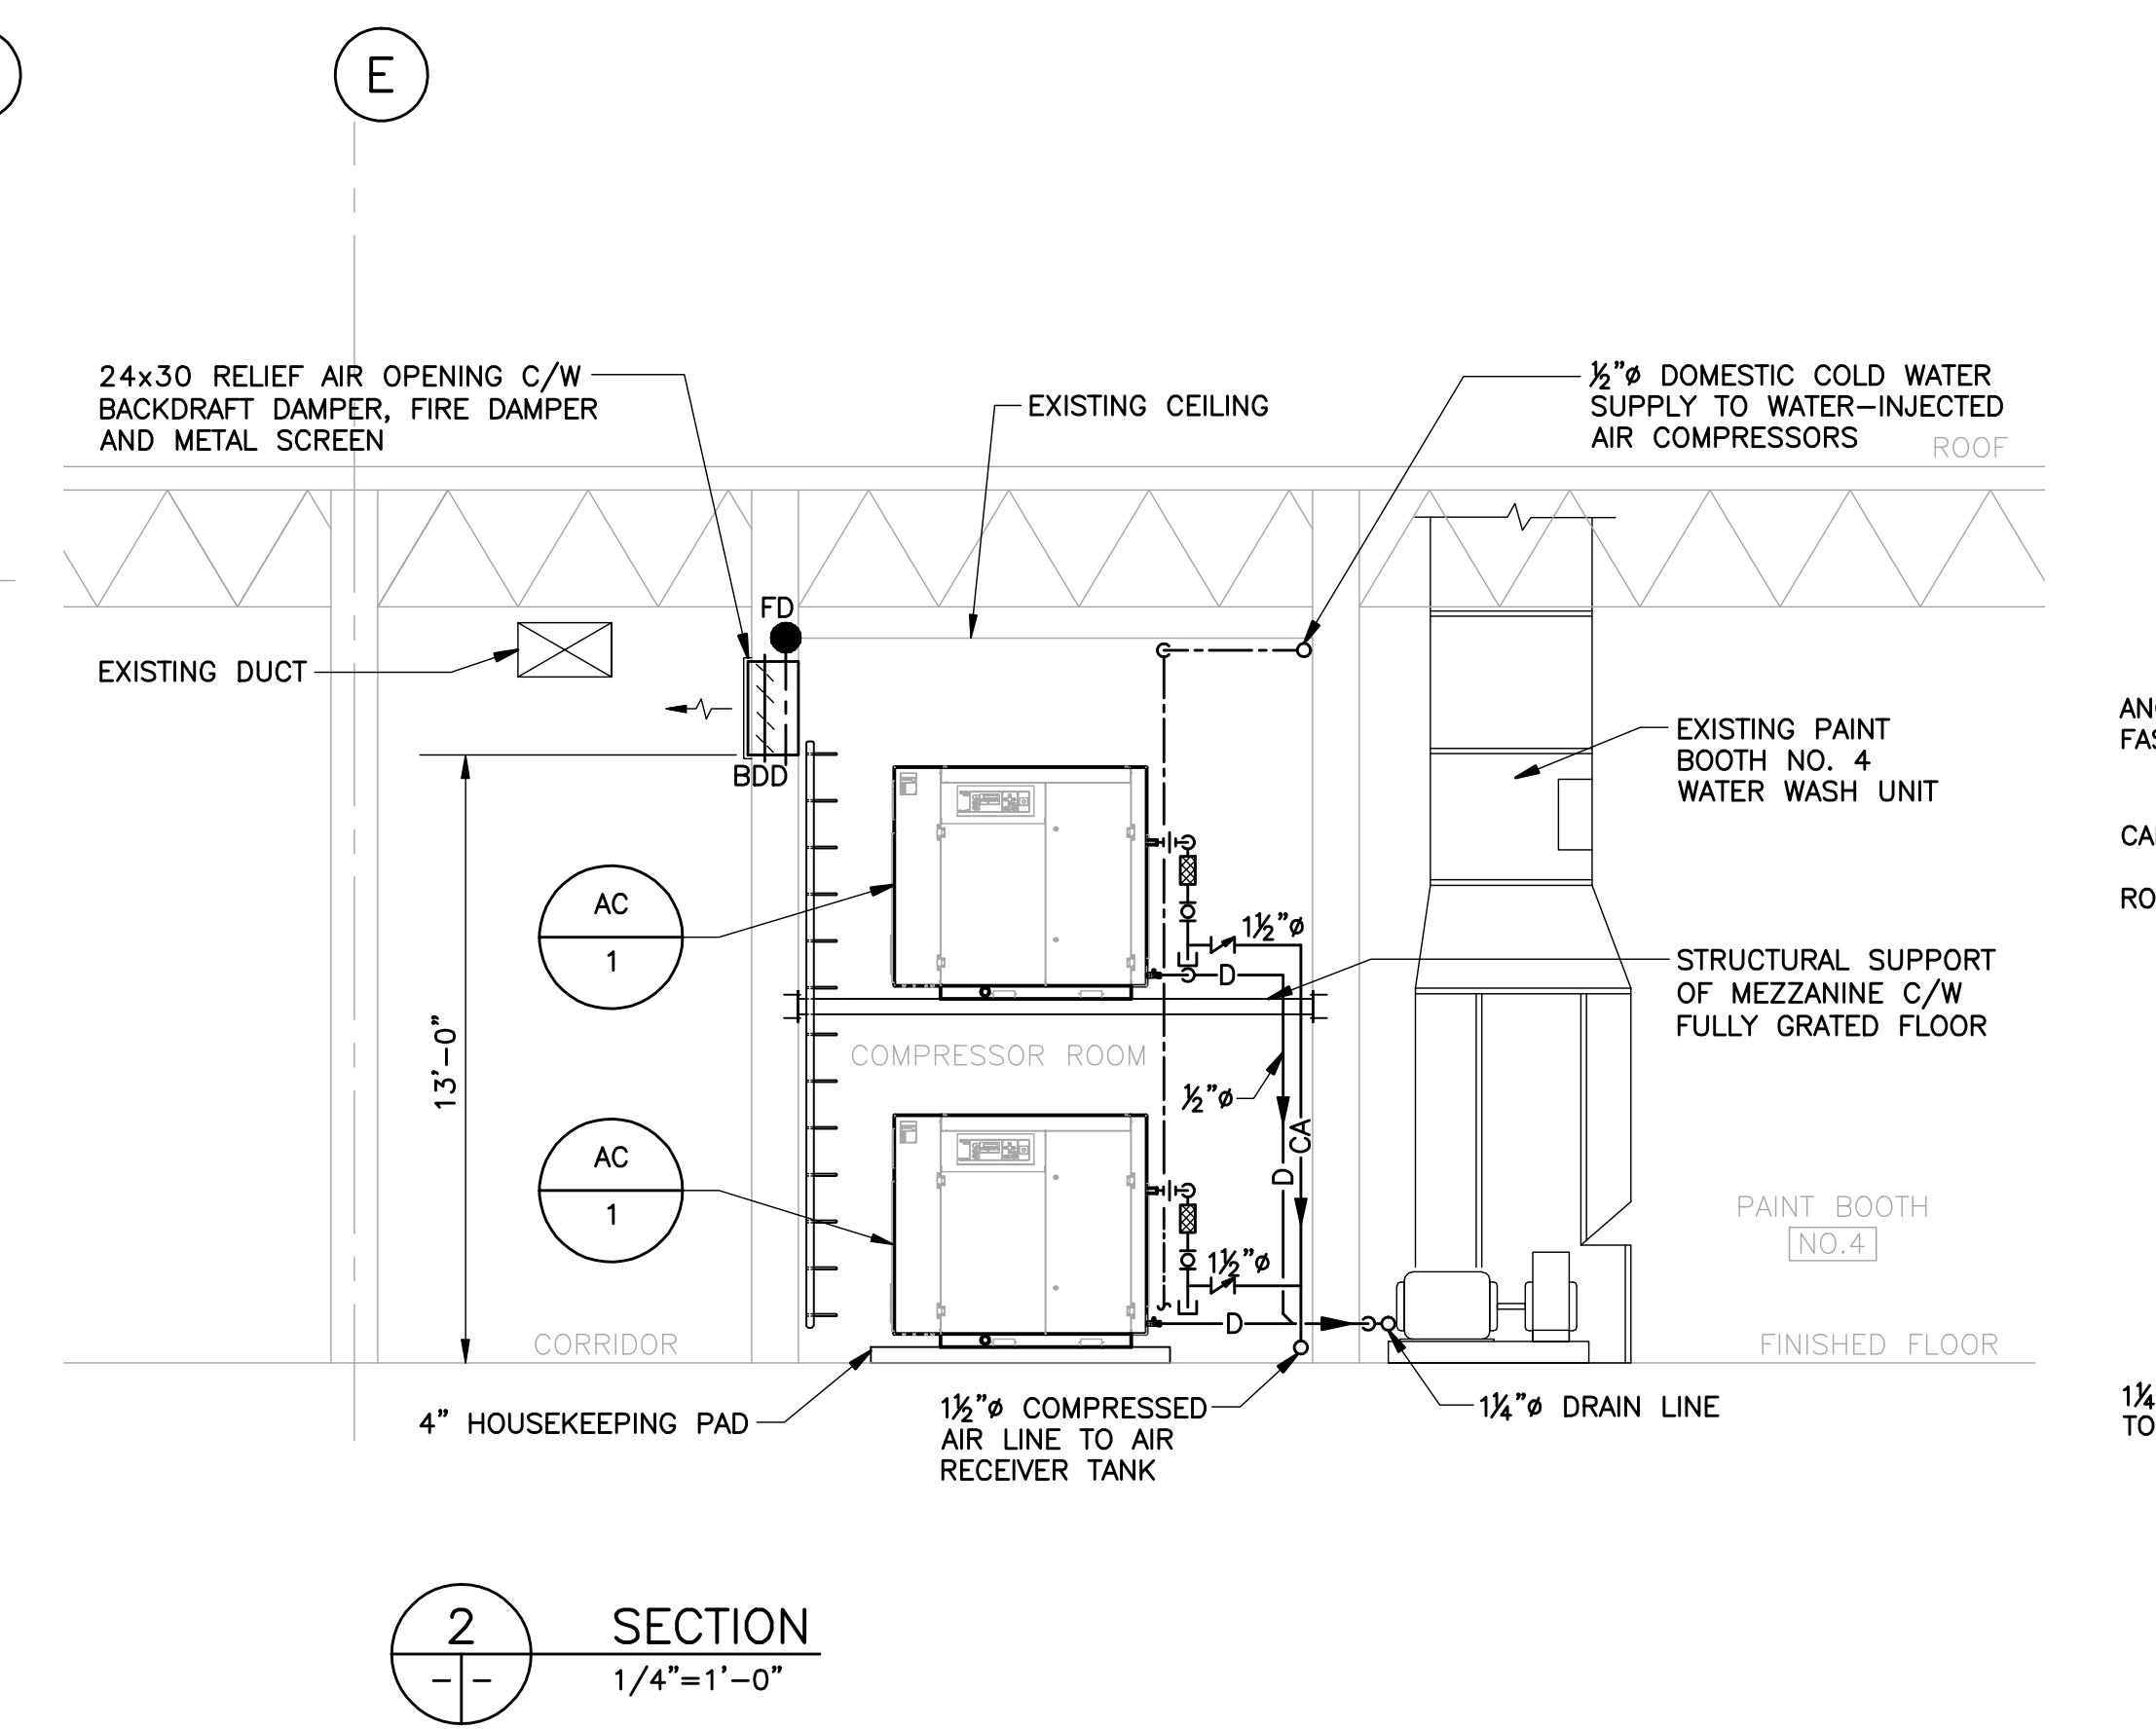 E
24x30 RELIEF AIR OPENING C/W
BACKDRAFT DAMPER, FIRE DAMPER
AND METAL SCREEN
EXISTING CEILING
½"ø DOMESTIC COLD WATER
SUPPLY TO WATER-INJECTED
AIR COMPRESSORS
ROOF
FD
EXISTING DUCT
BDD
EXISTING PAINT
BOOTH NO. 4
WATER WASH UNIT
AC
1
1½"ø
D
STRUCTURAL SUPPORT
OF MEZZANINE C/W
FULLY GRATED FLOOR
13'-0"
COMPRESSOR ROOM
½"ø
CA
D
AC
1
1½"ø
D
PAINT BOOTH
NO.4
CORRIDOR
FINISHED FLOOR
4" HOUSEKEEPING PAD
1½"ø COMPRESSED
AIR LINE TO AIR
RECEIVER TANK
1¼"ø DRAIN LINE
2
SECTION
- -
1/4"=1'-0"
1¼
TO